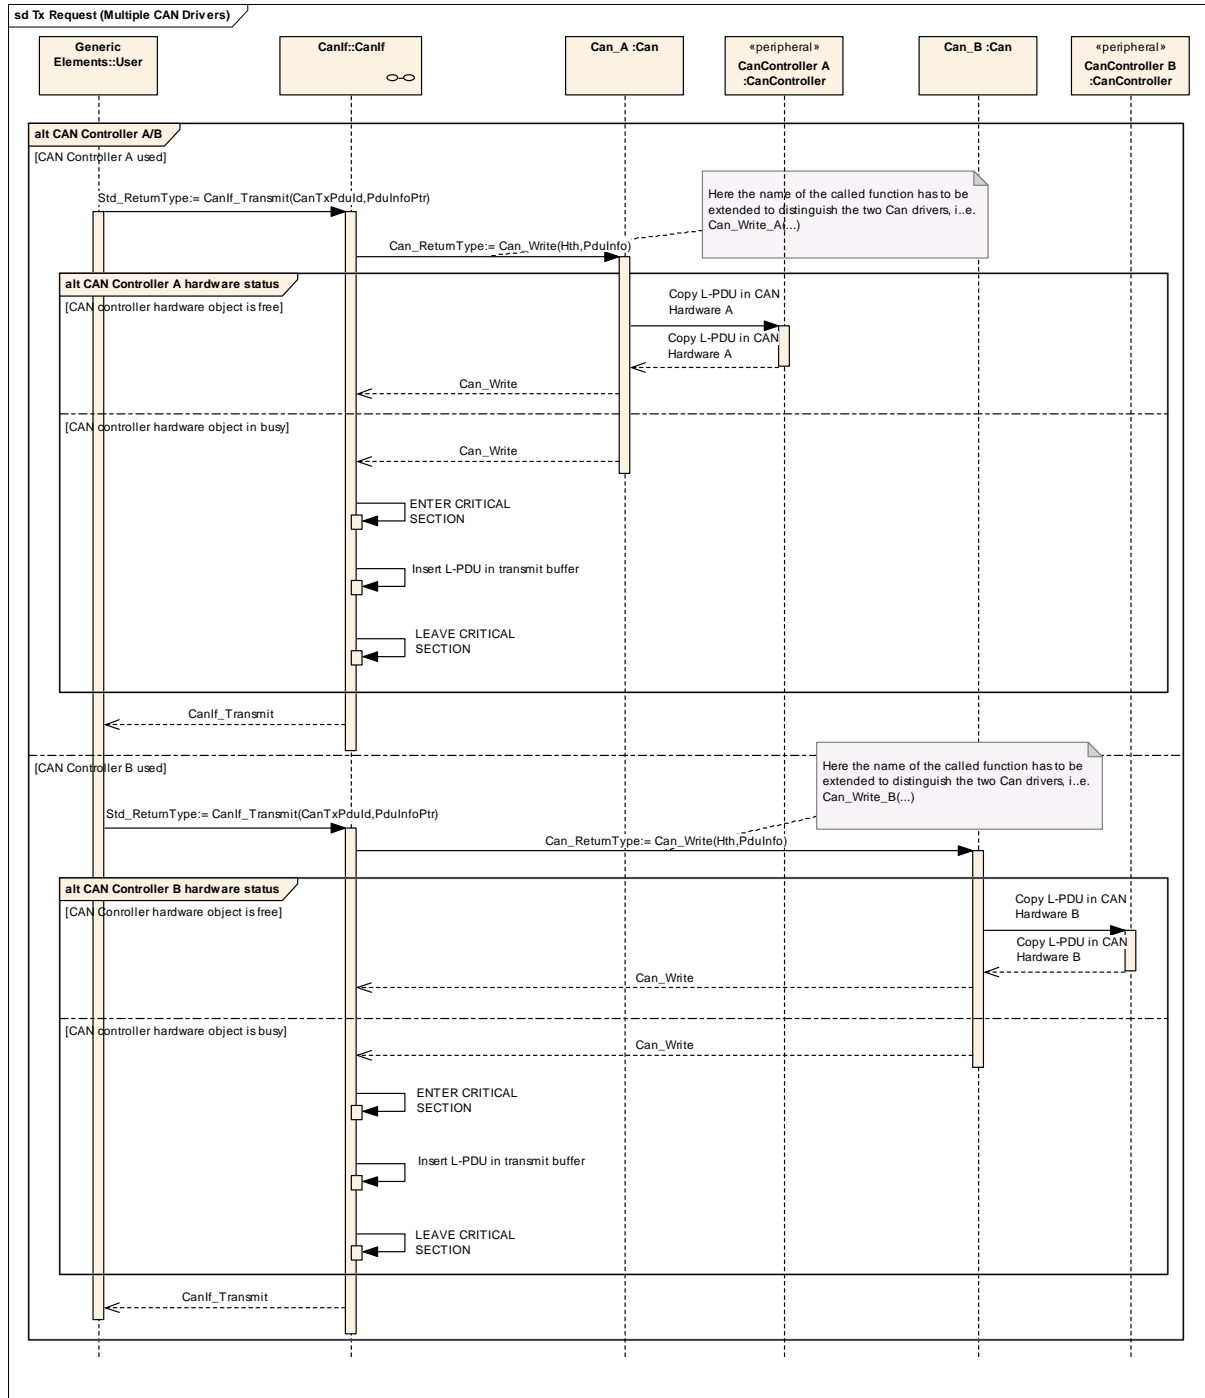 sd Tx Request (Multiple CAN Drivers)
Generic
Elements::User
CanIf::CanIf
Can_A :Can
«peripheral»
CanController A
:CanController
Can_B :Can
«peripheral»
CanController B
:CanController
alt CAN Controller A/B
[CAN Controller A used]
Std_ReturnType:= CanIf_Transmit(CanTxPduId,PduInfoPtr)
Here the name of the called function has to be
extended to distinguish the two Can drivers, i..e.
Can_Write_A(...)
Can_ReturnType:= Can_Write(Hth,PduInfo)
alt CAN Controller A hardware status
[CAN controller hardware object is free]
Copy L-PDU in CAN
Hardware A
Copy L-PDU in CAN
Hardware A
Can_Write
[CAN controller hardware object in busy]
Can_Write
ENTER CRITICAL
SECTION
Insert L-PDU in transmit buffer
LEAVE CRITICAL
SECTION
CanIf_Transmit
[CAN Controller B used]
Here the name of the called function has to be
extended to distinguish the two Can drivers, i..e.
Can_Write_B(...)
Std_ReturnType:= CanIf_Transmit(CanTxPduId,PduInfoPtr)
Can_ReturnType:= Can_Write(Hth,PduInfo)
alt CAN Controller B hardware status
[CAN Conroller hardware object is free]
Copy L-PDU in CAN
Hardware B
Copy L-PDU in CAN
Hardware B
Can_Write
[CAN controller hardware object is busy]
Can_Write
ENTER CRITICAL
SECTION
Insert L-PDU in transmit buffer
LEAVE CRITICAL
SECTION
CanIf_Transmit